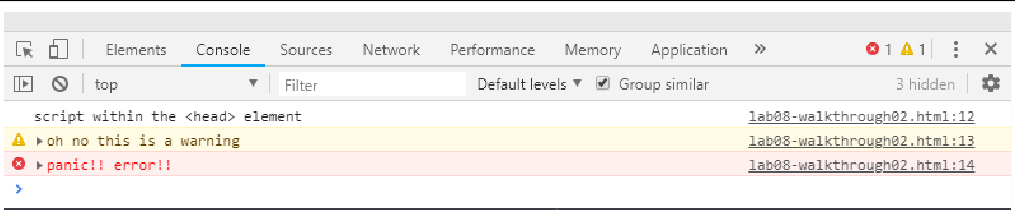 Elements Console Sources Network Performance Memory Application » 1 1
top Filter Default levels Group similar 3 hidden
script within the <head> element lab08-walkthrough02.html:12
oh no this is a warning lab08-walkthrough02.html:13
panic!! error!! lab08-walkthrough02.html:14